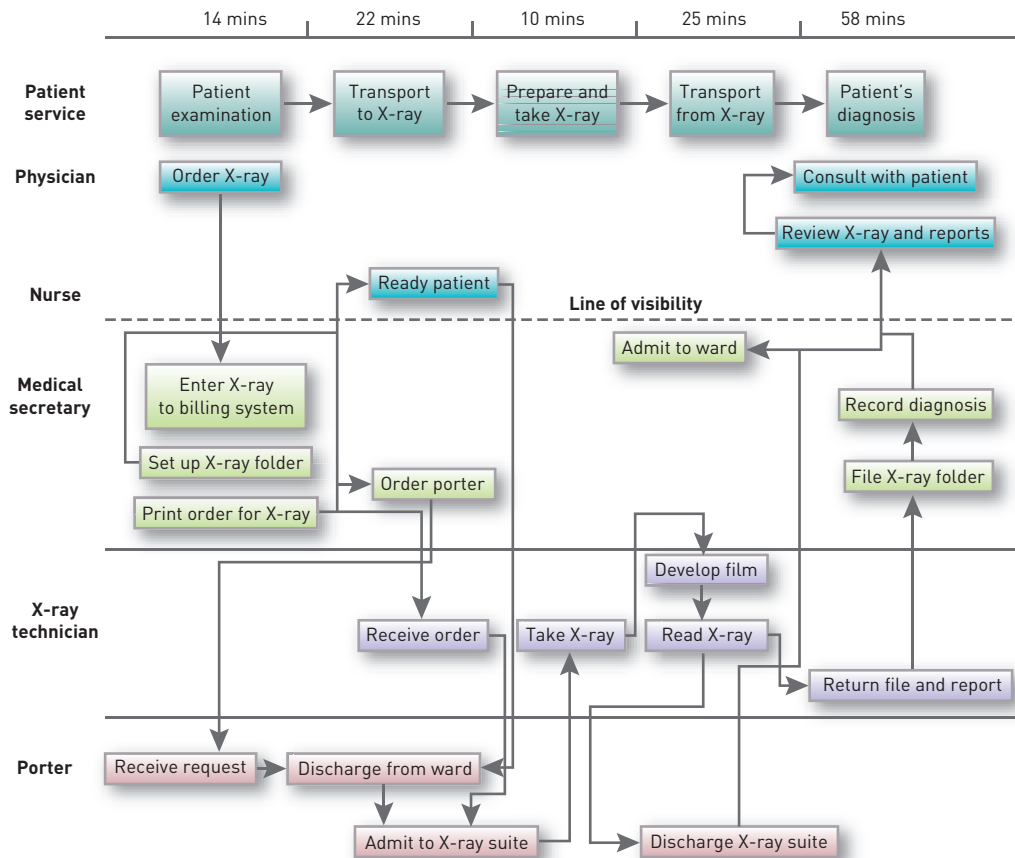 14 mins 22 mins 10 mins 25 mins 58 mins
Patient
service
Patient
examination
Transport
to X-ray
Prepare and
take X-ray
Transport
from X-ray
Patient's
diagnosis
Physician
Order X-ray
Consult with patient
Review X-ray and reports
Nurse
Ready patient
Line of visibility
Medical
secretary
Admit to ward
Enter X-ray
to billing system
Record diagnosis
Set up X-ray folder
Order porter
File X-ray folder
Print order for X-ray
X-ray
technician
Develop film
Receive order
Take X-ray
Read X-ray
Return file and report
Porter
Receive request
Discharge from ward
Admit to X-ray suite
Discharge X-ray suite